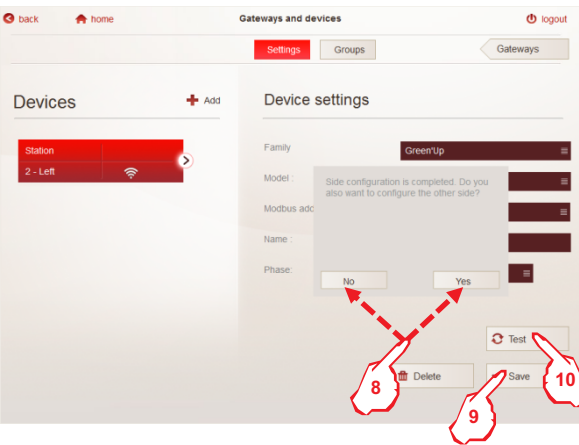 back
home
Gateways and devices
logout
Settings
Groups
Gateways
Devices
Add
Device settings
Station
2 - Left
Family
Green'Up
Model :
Side configuration is completed. Do you
also want to configure the other side?
Modbus add
Name :
Phase:
No
Yes
Test
Delete
Save
8
9
10